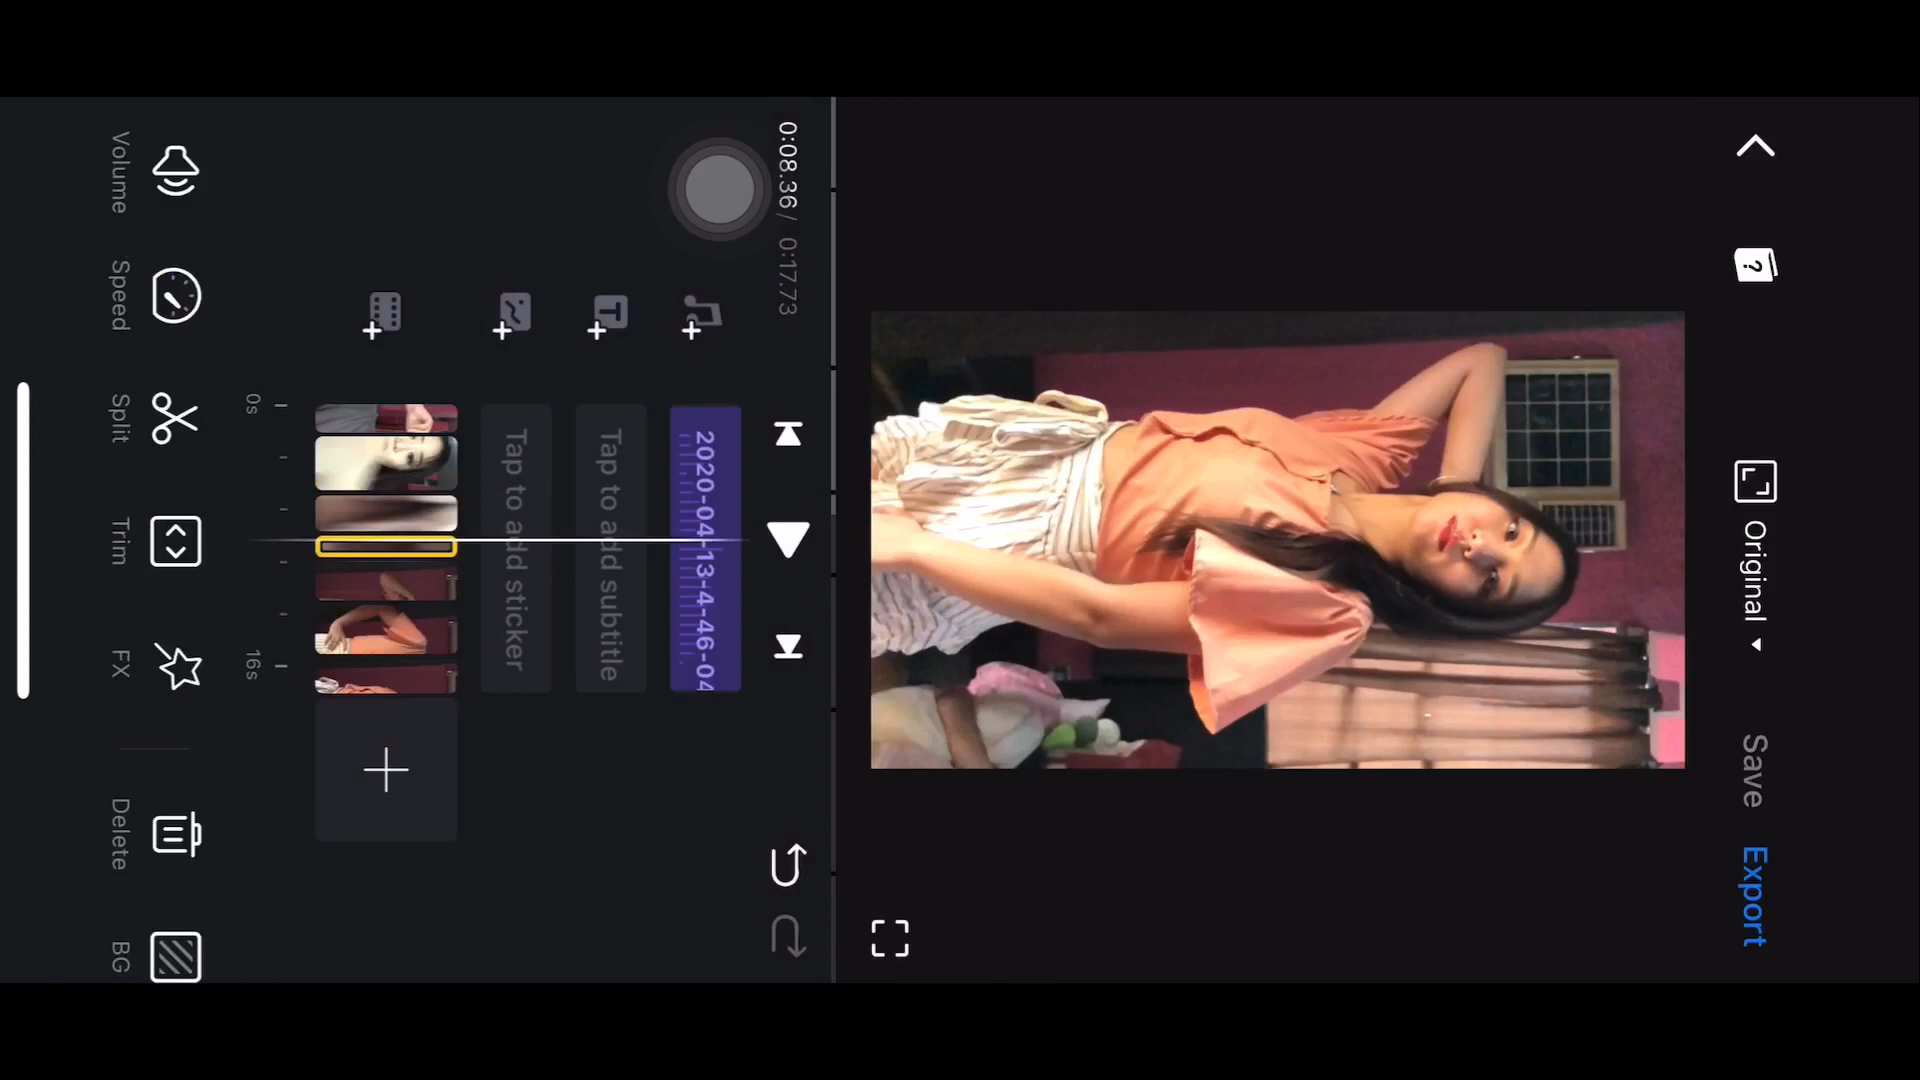 Original
Save
Export
0:08.36 / 0:17.73
2020-04-13-4-46-04
T
Tap to add subtitle
Tap to add sticker
0s
16s
Volume
Speed
Split
Trim
FX
Delete
BG